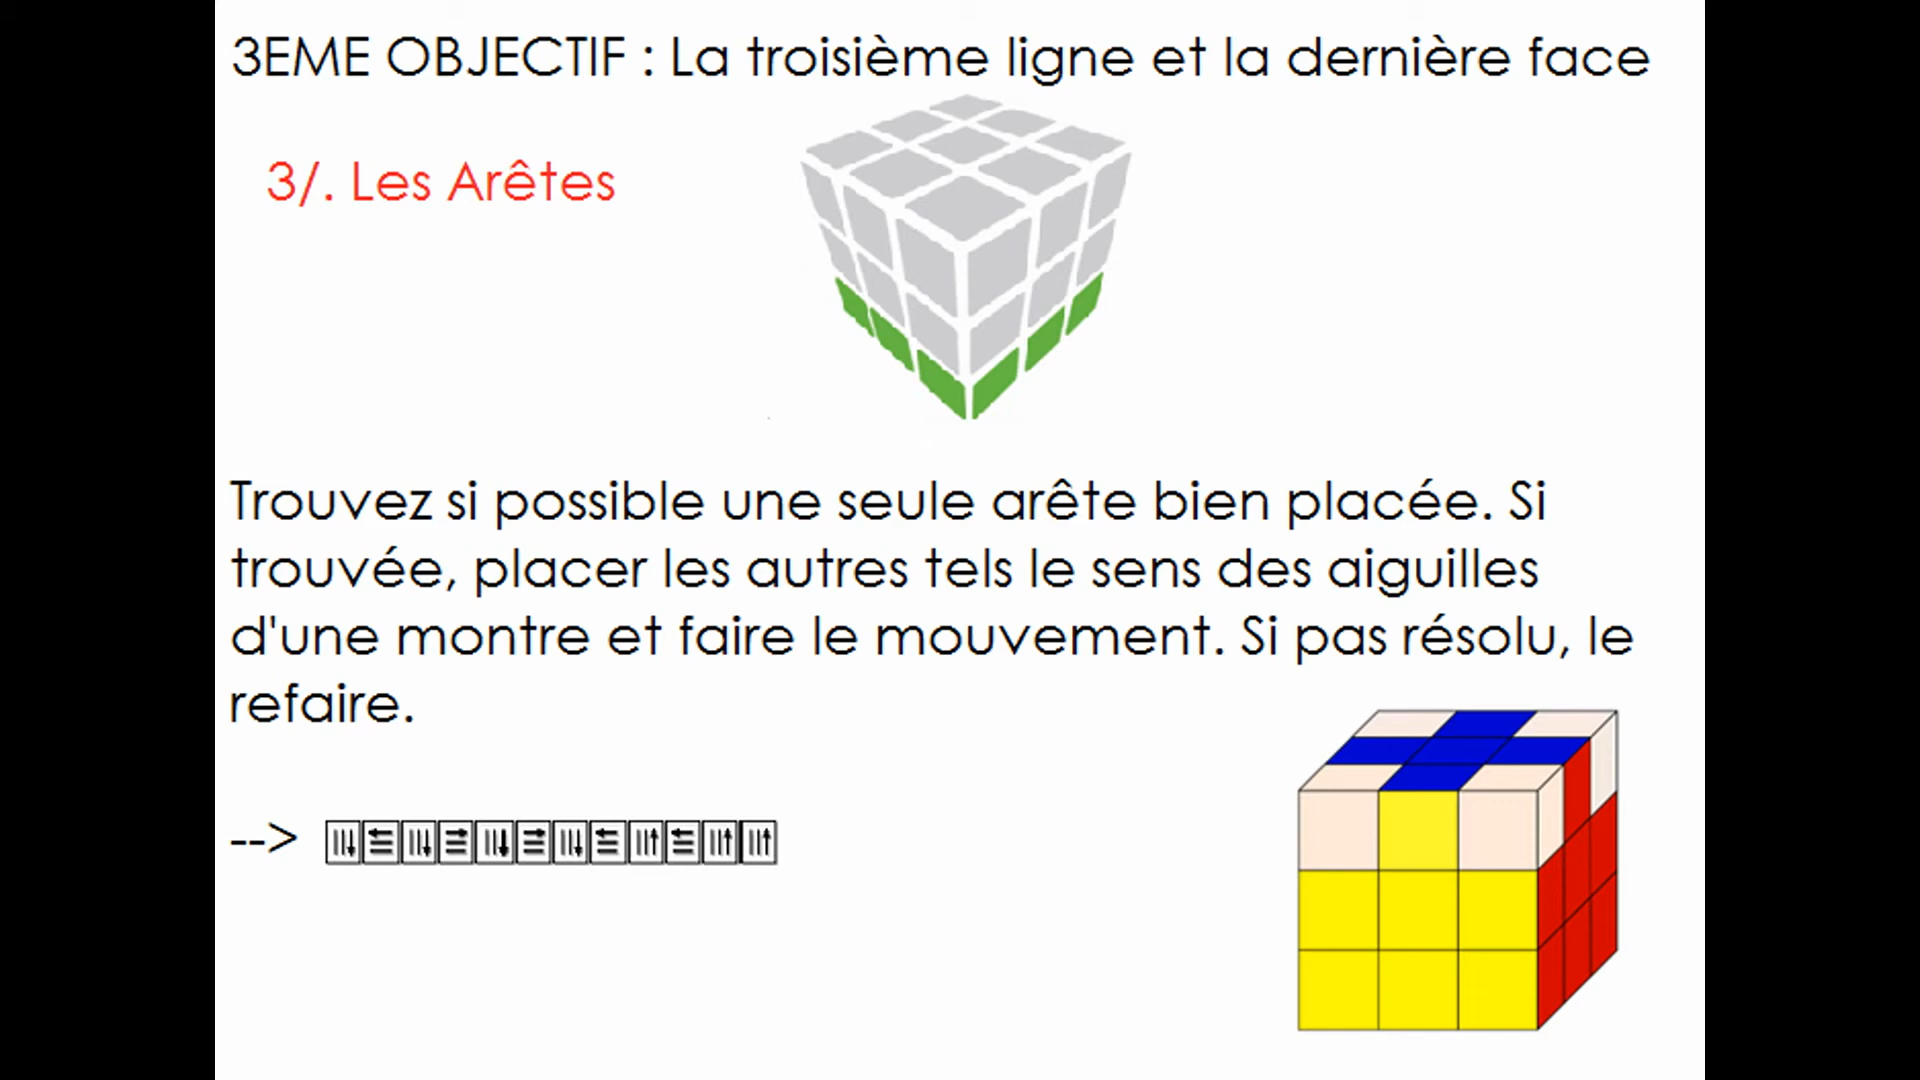 3EME OBJECTIF : La troisième ligne et la dernière face
3/. Les Arêtes
Trouvez si possible une seule arête bien placée. Si
trouvée, placer les autres tels le sens des aiguilles
d'une montre et faire le mouvement. Si pas résolu, le
refaire.
-->